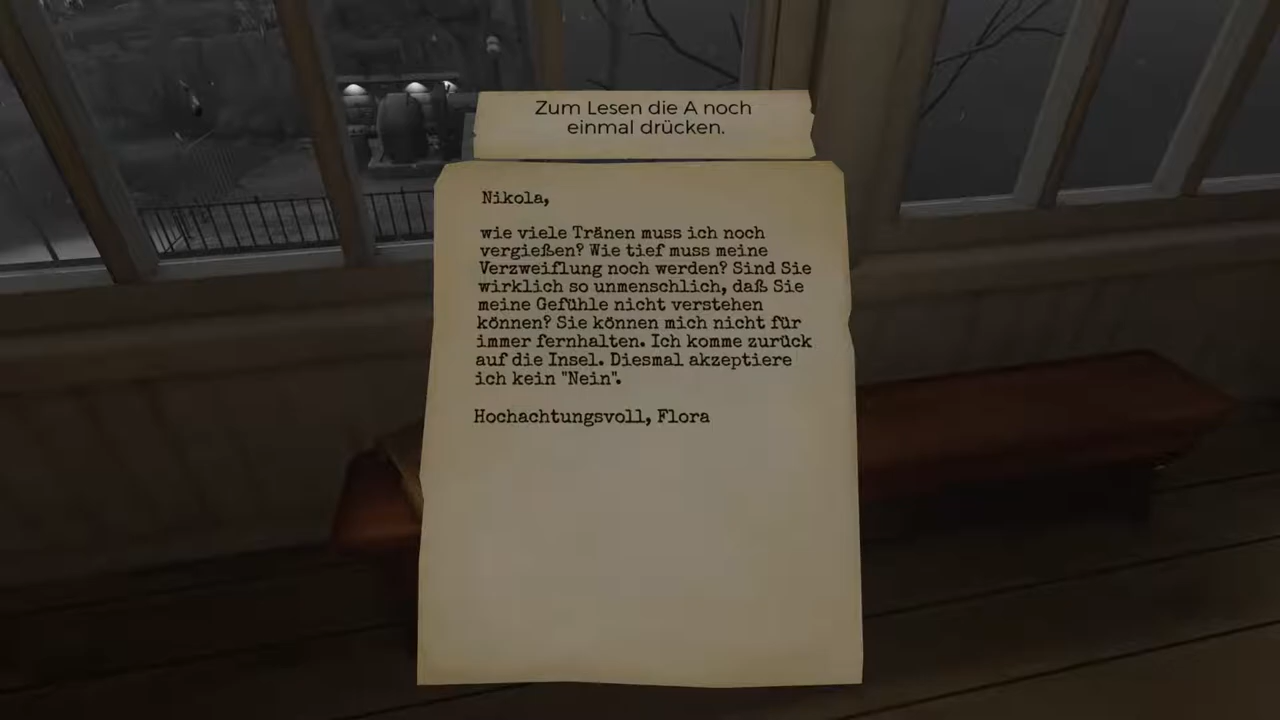 Zum Lesen die A noch
einmal drücken.
Nikola,
wie viele Tränen muss ich noch
vergießen? Wie tief muss meine
Verzweiflung noch werden? Sind Sie
wirklich so unmenschlich, daß Sie
meine Gefühle nicht verstehen
können? Sie können mich nicht für
immer fernhalten. Ich komme zurück
auf die Insel. Diesmal akzeptiere
ich kein "Nein".
Hochachtungsvoll, Flora